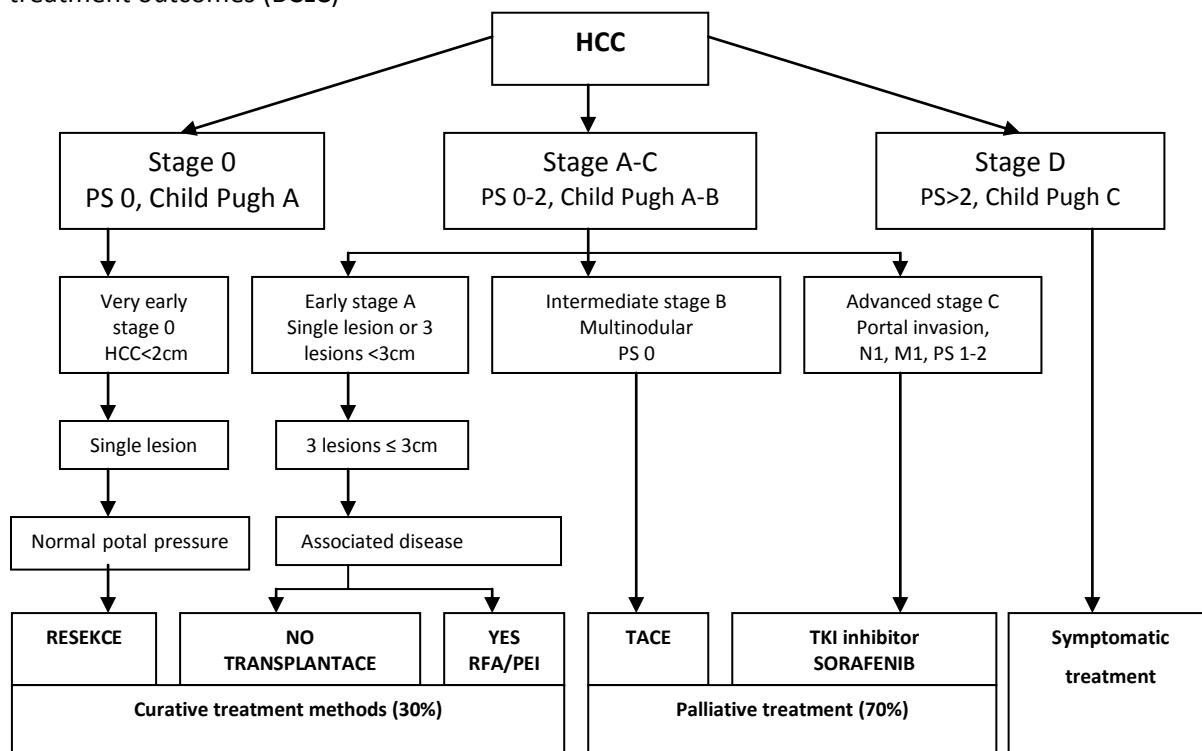 treatment outcomes (BCLC)
HCC
Stage 0
PS 0, Child Pugh A
Stage A-C
PS 0-2, Child Pugh A-B
Stage D
PS>2, Child Pugh C
Very early
stage 0
HCC<2cm
Early stage A
Single lesion or 3
lesions <3cm
Intermediate stage B
Multinodular
PS 0
Advanced stage C
Portal invasion,
N1, M1, PS 1-2
Single lesion
3 lesions ≤ 3cm
Normal potal pressure
Associated disease
RESEKCE
NO
TRANSPLANTACE
YES
RFA/PEI
TACE
TKI inhibitor
SORAFENIB
Symptomatic
treatment
Curative treatment methods (30%)
Palliative treatment (70%)